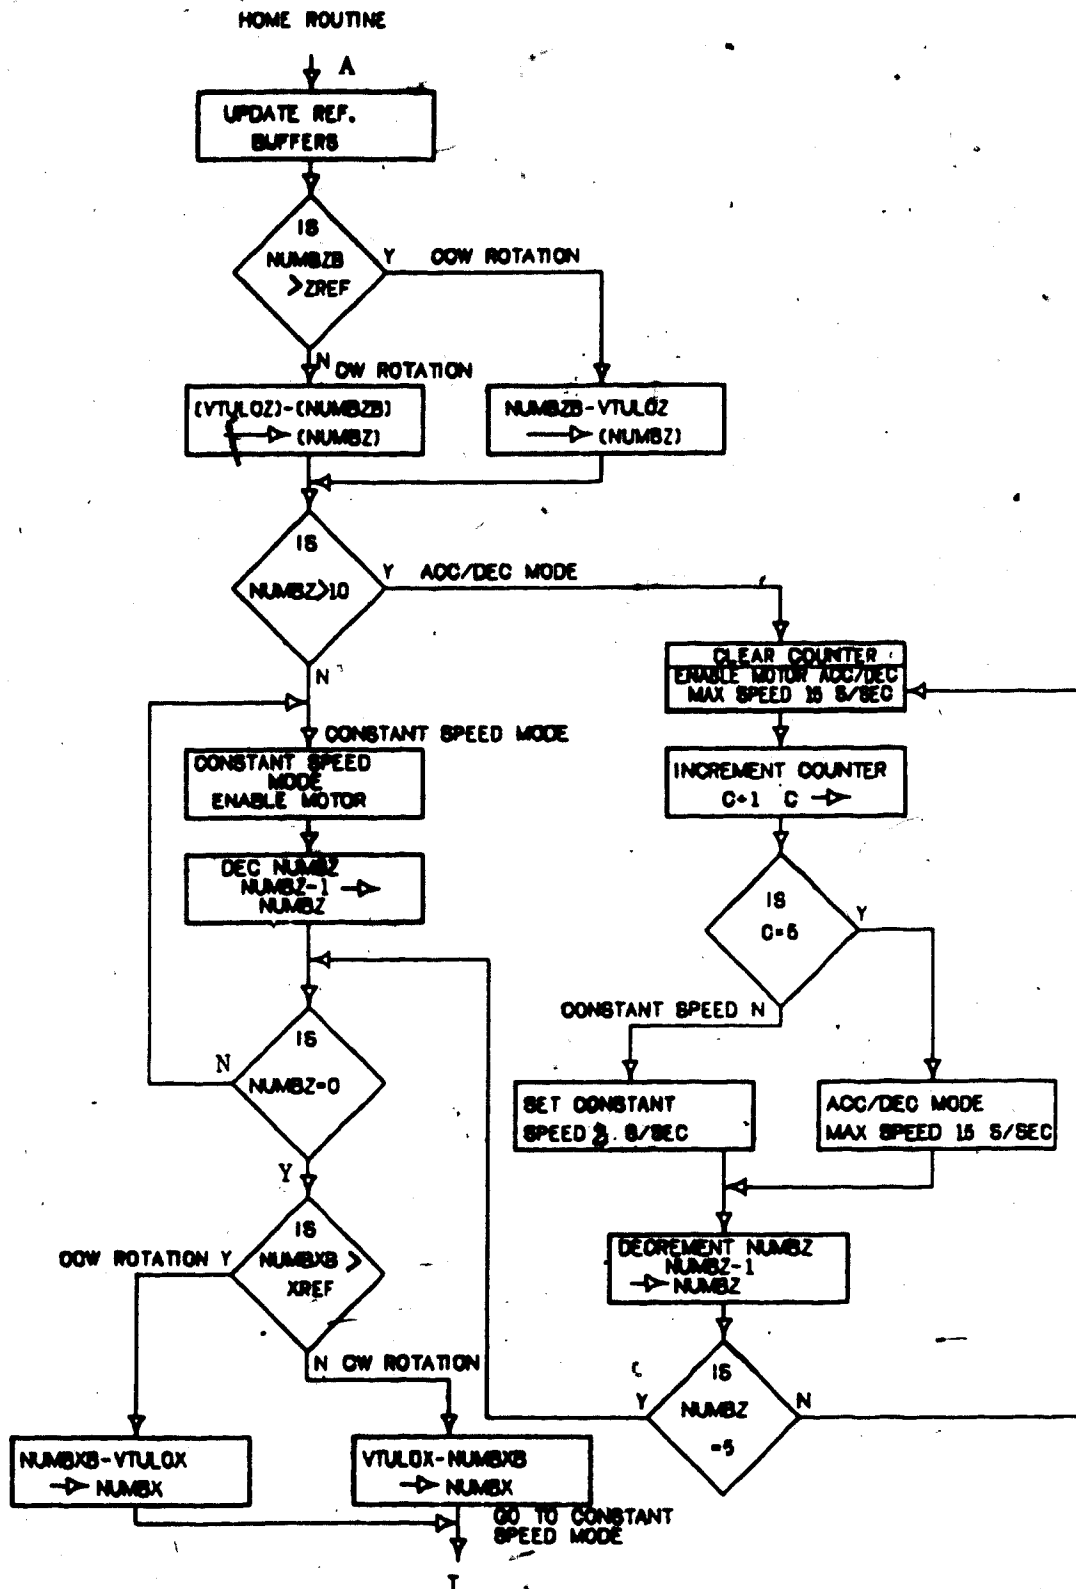 HOME ROUTINE
A
UPDATE REF.
BUFFERS
IS
NUMBZB
>ZREF
Y CCW ROTATION
N CW ROTATION
(VTULOZ)-(NUMBZB)
(NUMBZ)
NUMBZB-VTULOZ
(NUMBZ)
IS
NUMBZ>10
Y ACC/DEC MODE
N
CLEAR COUNTER
ENABLE MOTOR ACC/DEC
MAX SPEED 15 S/SEC
CONSTANT SPEED MODE
CONSTANT SPEED
MODE
ENABLE MOTOR
INCREMENT COUNTER
C+1 C
DEC NUMBZ
NUMBZ-1
NUMBZ
IS
C=5
Y
CONSTANT SPEED N
IS
NUMBZ=0
N
Y
SET CONSTANT
SPEED S/SEC
ACC/DEC MODE
MAX SPEED 15 S/SEC
DECREMENT NUMBZ
NUMBZ-1
NUMBZ
IS
NUMBXB >
XREF
CCW ROTATION Y
N CW ROTATION
IS
NUMBZ
=5
Y
N
NUMBXB-VTULOX
NUMBX
VTULOX-NUMBXB
NUMBX
GO TO CONSTANT
SPEED MODE